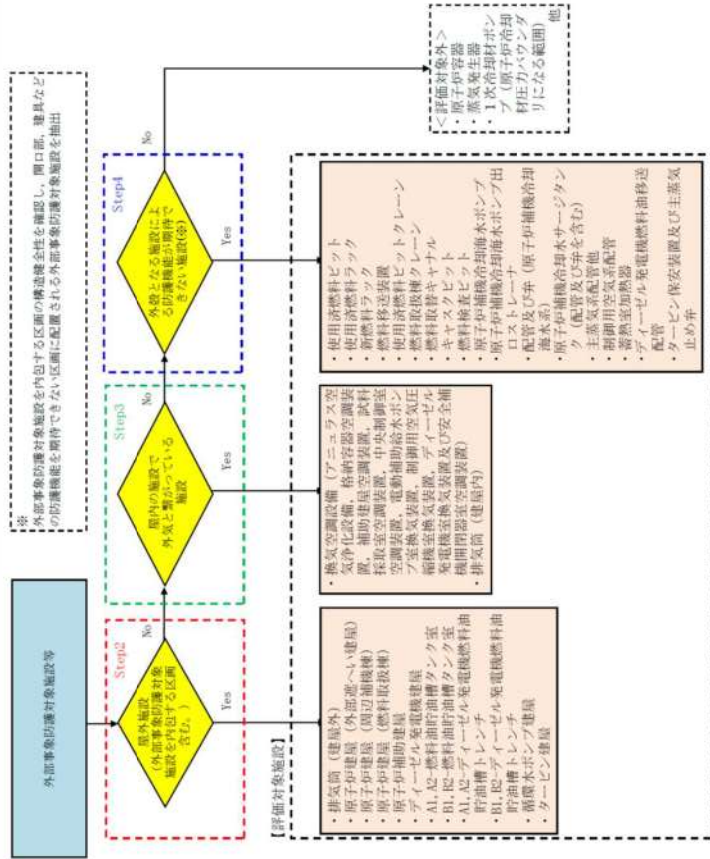 外部事象防護対象施設等
※
外部事象防護対象施設を内包する区画の構造健全性を確認し，開口部，建具など
の防護機能を期待できない区画に配置される外部事象防護対象施設を抽出
Step2
屋外施設
(外部事象防護対象
施設を内包する区画
含む。)
No
Yes
Step3
屋内の施設で
外気と繋がっている
施設
No
Yes
Step4
外殻となる施設によ
る防護機能が期待で
きない施設(※)
No
Yes
＜評価対象外＞
・原子炉容器
・蒸気発生器
・1次冷却材ポン
プ（原子炉冷却
材圧力バウンダ
リになる範囲）
他
【評価対象施設】
・排気筒（建屋外）
・原子炉建屋（外部遮へい建屋）
・原子炉建屋（周辺補機棟）
・原子炉建屋（燃料取扱棟）
・原子炉補助建屋
・ディーゼル発電機建屋
・A1, A2-燃料油貯油槽タンク室
・B1, B2-燃料油貯油槽タンク室
・A1, A2-ディーゼル発電機燃料油
貯油槽トレンチ
・B1, B2-ディーゼル発電機燃料油
貯油槽トレンチ
・循環水ポンプ建屋
・タービン建屋
・換気空調設備（アニュラス空
気浄化設備，格納容器空調装
置，補助建屋空調装置，試料
採取室空調装置，中央制御室
空調装置，電動補助給水ポン
プ室換気装置，制御用空気圧
縮機室換気装置，ディーゼル
発電機室換気装置及び安全補
機開閉器室空調装置）
・排気筒（建屋内）
・使用済燃料ピット
・使用済燃料ラック
・新燃料ラック
・燃料移送装置
・使用済燃料ピットクレーン
・燃料取扱棟クレーン
・燃料取替キャナル
・キャスクピット
・燃料検査ピット
・原子炉補機冷却海水ポンプ
・原子炉補機冷却海水ポンプ出
ロストレーナ
・配管及び弁（原子炉補機冷却
海水系）
・原子炉補機冷却水サージタン
ク（配管及び弁を含む）
・主蒸気系配管他
・制御用空気系配管
・蓄熱室加熱器
・ディーゼル発電機燃料油移送
配管
・タービン保安装置及び主蒸気
止め弁